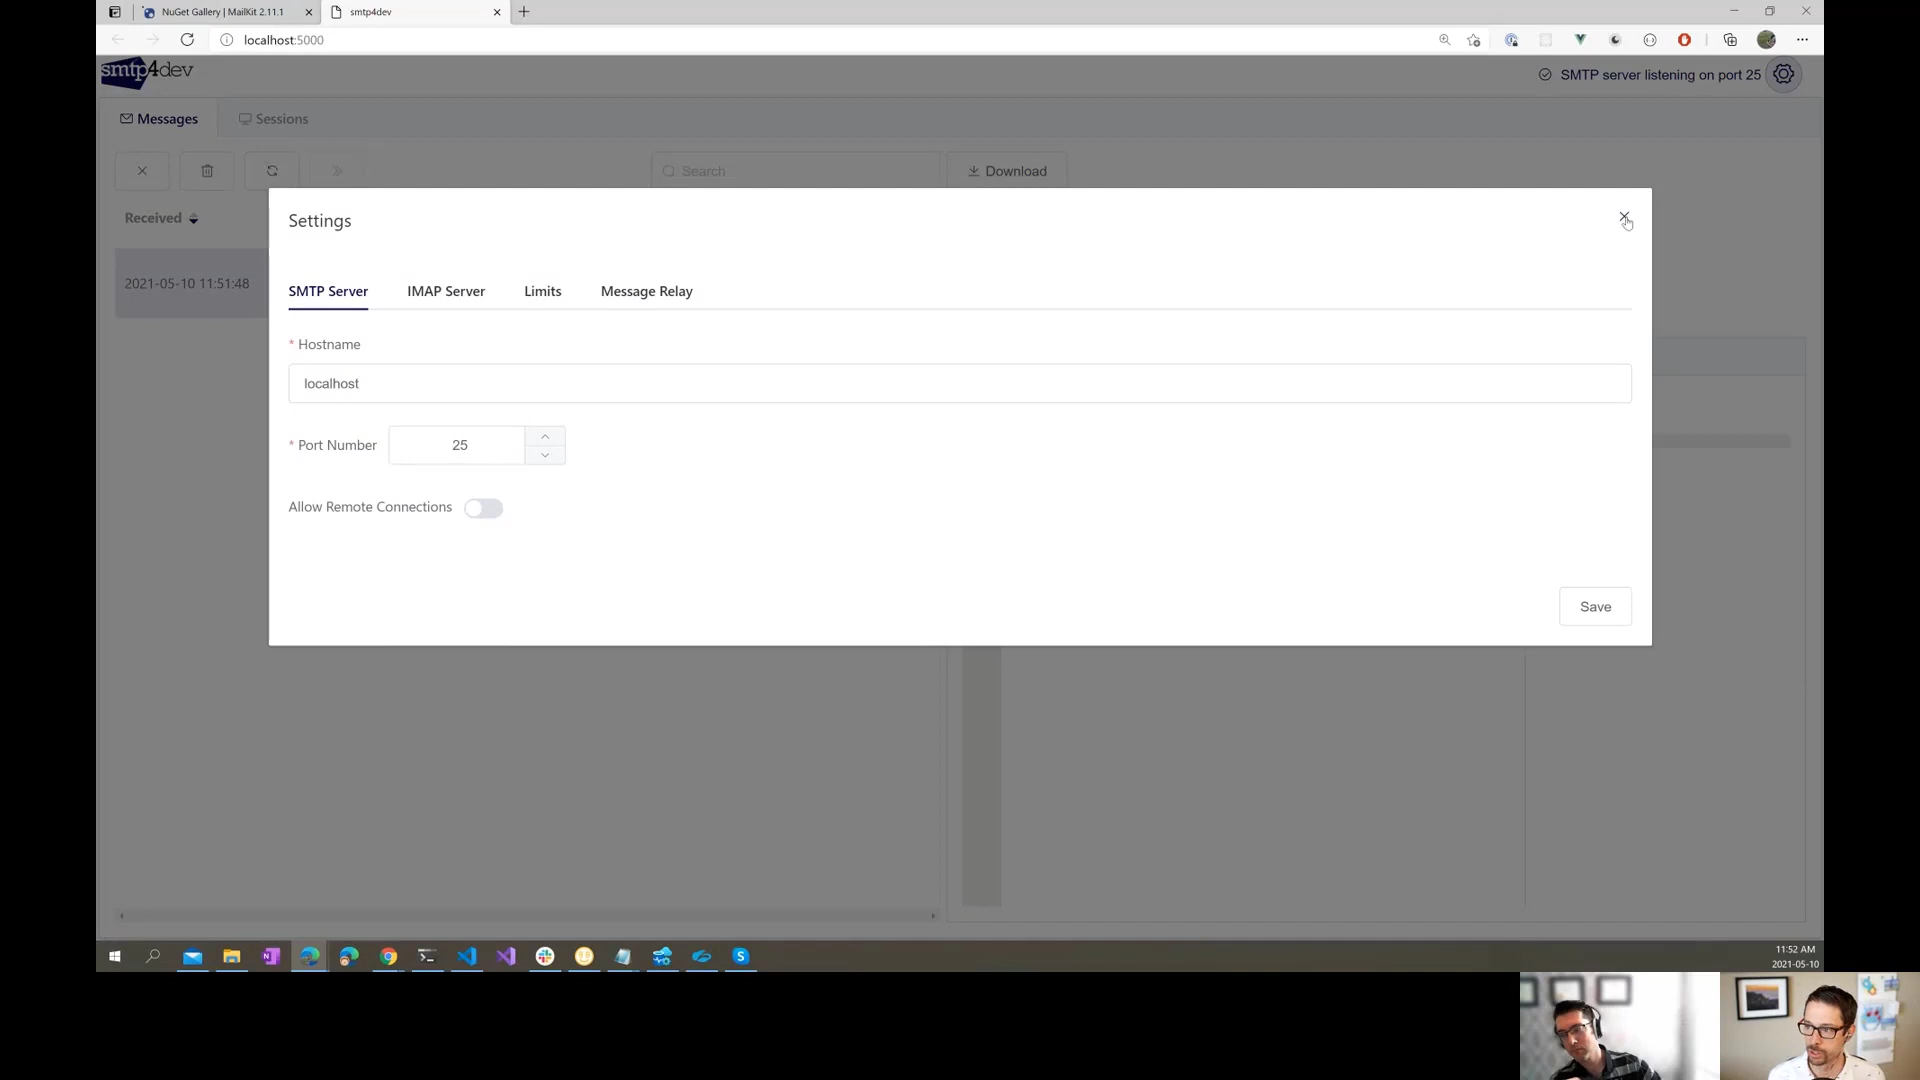 NuGet Gallery | MailKit 2.11.1
smtp4dev
localhost:5000
smtp4dev
SMTP server listening on port 25
Messages
Sessions
Search
Download
Received
2021-05-10 11:51:48
Settings
SMTP Server
IMAP Server
Limits
Message Relay
* Hostname
localhost
* Port Number
25
Allow Remote Connections
Save
11:52 AM
2021-05-10